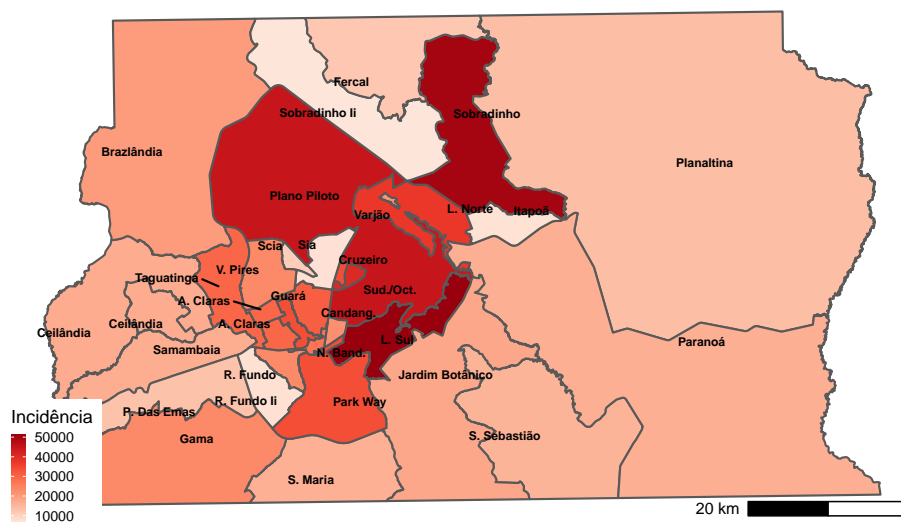 Fercal
Sobradinho Ii
Sobradinho
Brazlândia
Planaltina
Plano Piloto
Varjão
L. Norte
Itapoã
Scia
Sia
Cruzeiro
V. Pires
Taguatinga
Guará
Sud./Oct.
A. Claras
Candang.
Ceilândia
Ceilândia
A. Claras
L. Sul
Paranoá
Samambaia
N. Band.
R. Fundo
Jardim Botânico
R. Fundo Ii
Park Way
P. Das Emas
Gama
S. Sebastião
S. Maria
Incidência
50000
40000
30000
20000
10000
20 km